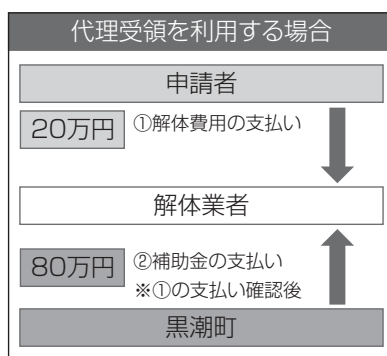 代理受領を利用する場合
申請者
20万円 ①解体費用の支払い
解体業者
80万円 ②補助金の支払い
※①の支払い確認後
黒潮町